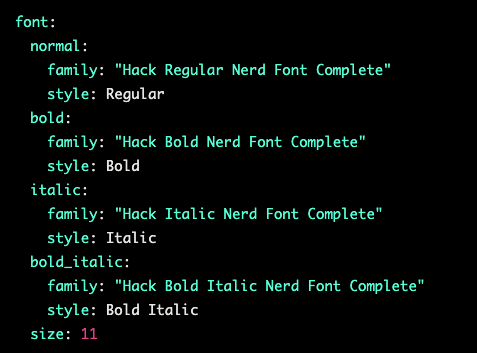 font:
  normal:
    family: "Hack Regular Nerd Font Complete"
    style: Regular
  bold:
    family: "Hack Bold Nerd Font Complete"
    style: Bold
  italic:
    family: "Hack Italic Nerd Font Complete"
    style: Italic
  bold_italic:
    family: "Hack Bold Italic Nerd Font Complete"
    style: Bold Italic
  size: 11